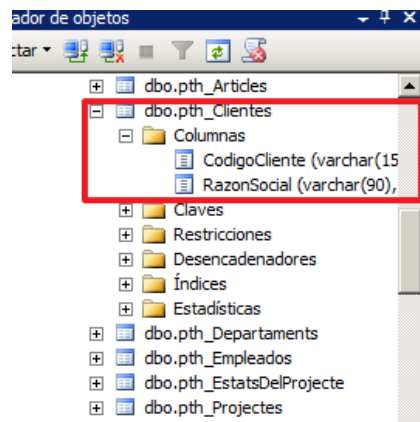 ador de objetos
ctar
dbo.pth_Articles
dbo.pth_Clientes
Columnas
CodigoCliente (varchar(15
RazonSocial (varchar(90),
Claves
Restricciones
Desencadenadores
Índices
Estadísticas
dbo.pth_Departaments
dbo.pth_Empleados
dbo.pth_EstatsDelProjecte
dbo.pth_Projectes